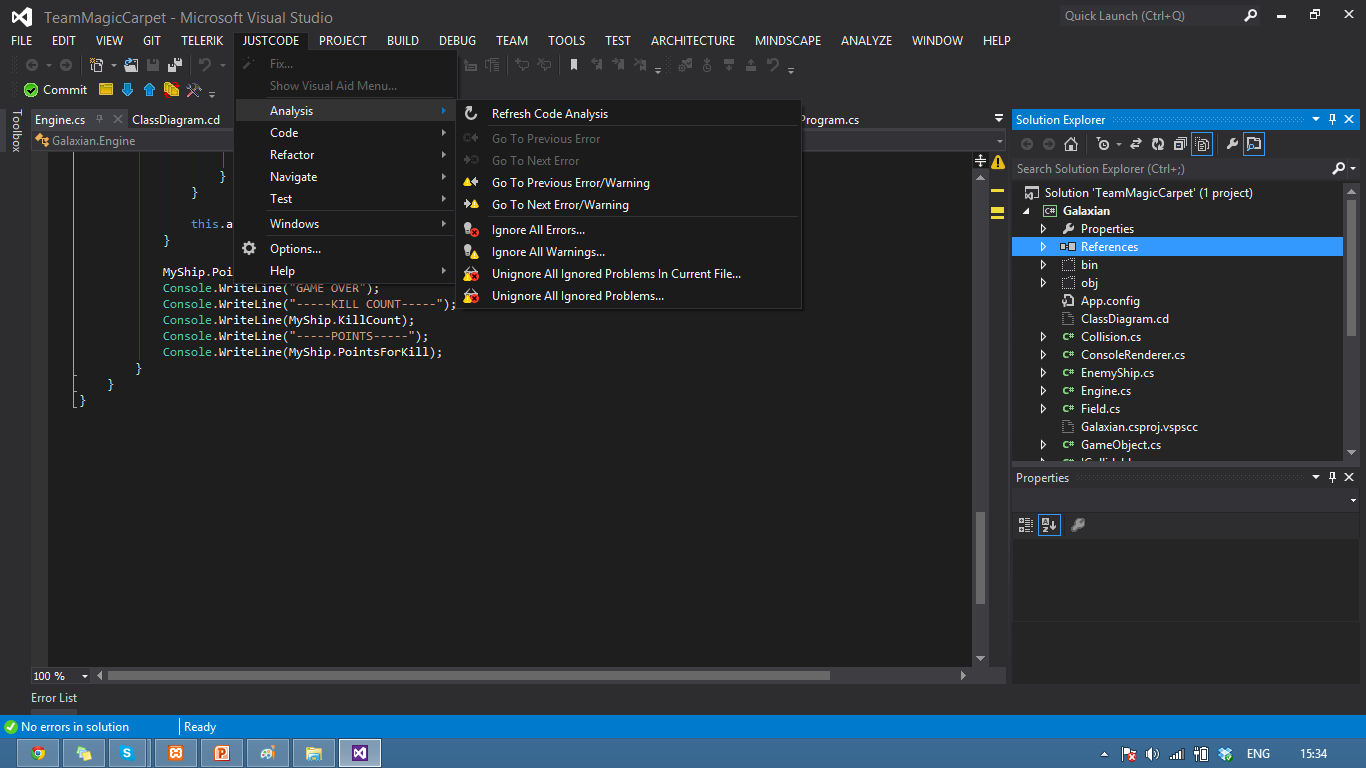 TeamMagicCarpet - Microsoft Visual Studio
Quick Launch (Ctrl+Q)
FILE EDIT VIEW GIT TELERIK JUSTCODE PROJECT BUILD DEBUG TEAM TOOLS TEST ARCHITECTURE MINDSCAPE ANALYZE WINDOW HELP
Commit
Fix...
Show Visual Aid Menu...
Analysis
Code
Refactor
Navigate
Test
Windows
Options...
Help
Refresh Code Analysis
Go To Previous Error
Go To Next Error
Go To Previous Error/Warning
Go To Next Error/Warning
Ignore All Errors...
Ignore All Warnings...
Unignore All Ignored Problems In Current File...
Unignore All Ignored Problems...
Toolbox
Engine.cs ClassDiagram.cd Program.cs
Galaxian.Engine
}
}
this.a
}
MyShip.Poi
Console.WriteLine("GAME OVER");
Console.WriteLine("-----KILL COUNT-----");
Console.WriteLine(MyShip.KillCount);
Console.WriteLine("-----POINTS-----");
Console.WriteLine(MyShip.PointsForKill);
}
}
}
100 %
Solution Explorer
Search Solution Explorer (Ctrl+;)
Solution 'TeamMagicCarpet' (1 project)
C# Galaxian
Properties
References
bin
obj
App.config
ClassDiagram.cd
C# Collision.cs
C# ConsoleRenderer.cs
C# EnemyShip.cs
C# Engine.cs
C# Field.cs
Galaxian.csproj.vspscc
C# GameObject.cs
Properties
Error List
No errors in solution
Ready
ENG
15:34